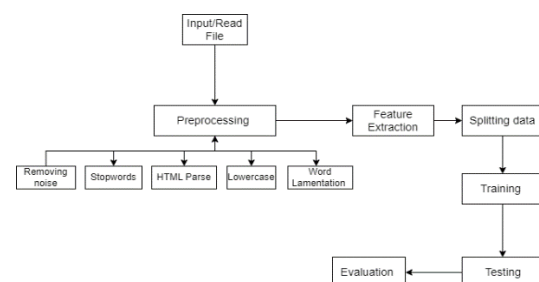 Input/Read
File
Preprocessing
Feature
Extraction
Splitting data
Removing
noise
Stopwords
HTML Parse
Lowercase
Word
Lamentation
Training
Evaluation
Testing